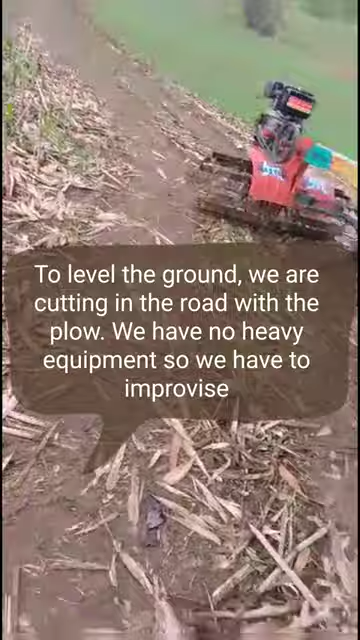 To level the ground, we are
cutting in the road with the
plow. We have no heavy
equipment so we have to
improvise